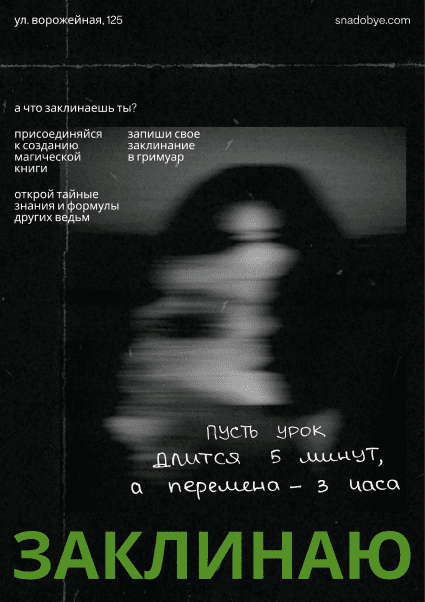 ул. ворожейная, 125
snadobye.com
а что заклинаешь ты?
присоединяйся
к созданию
магической
книги
запиши свое
заклинание
в гримуар
открой тайные
знания и формулы
других ведьм
пусть урок
длится 5 минут,
а перемена – 3 часа
ЗАКЛИНАЮ